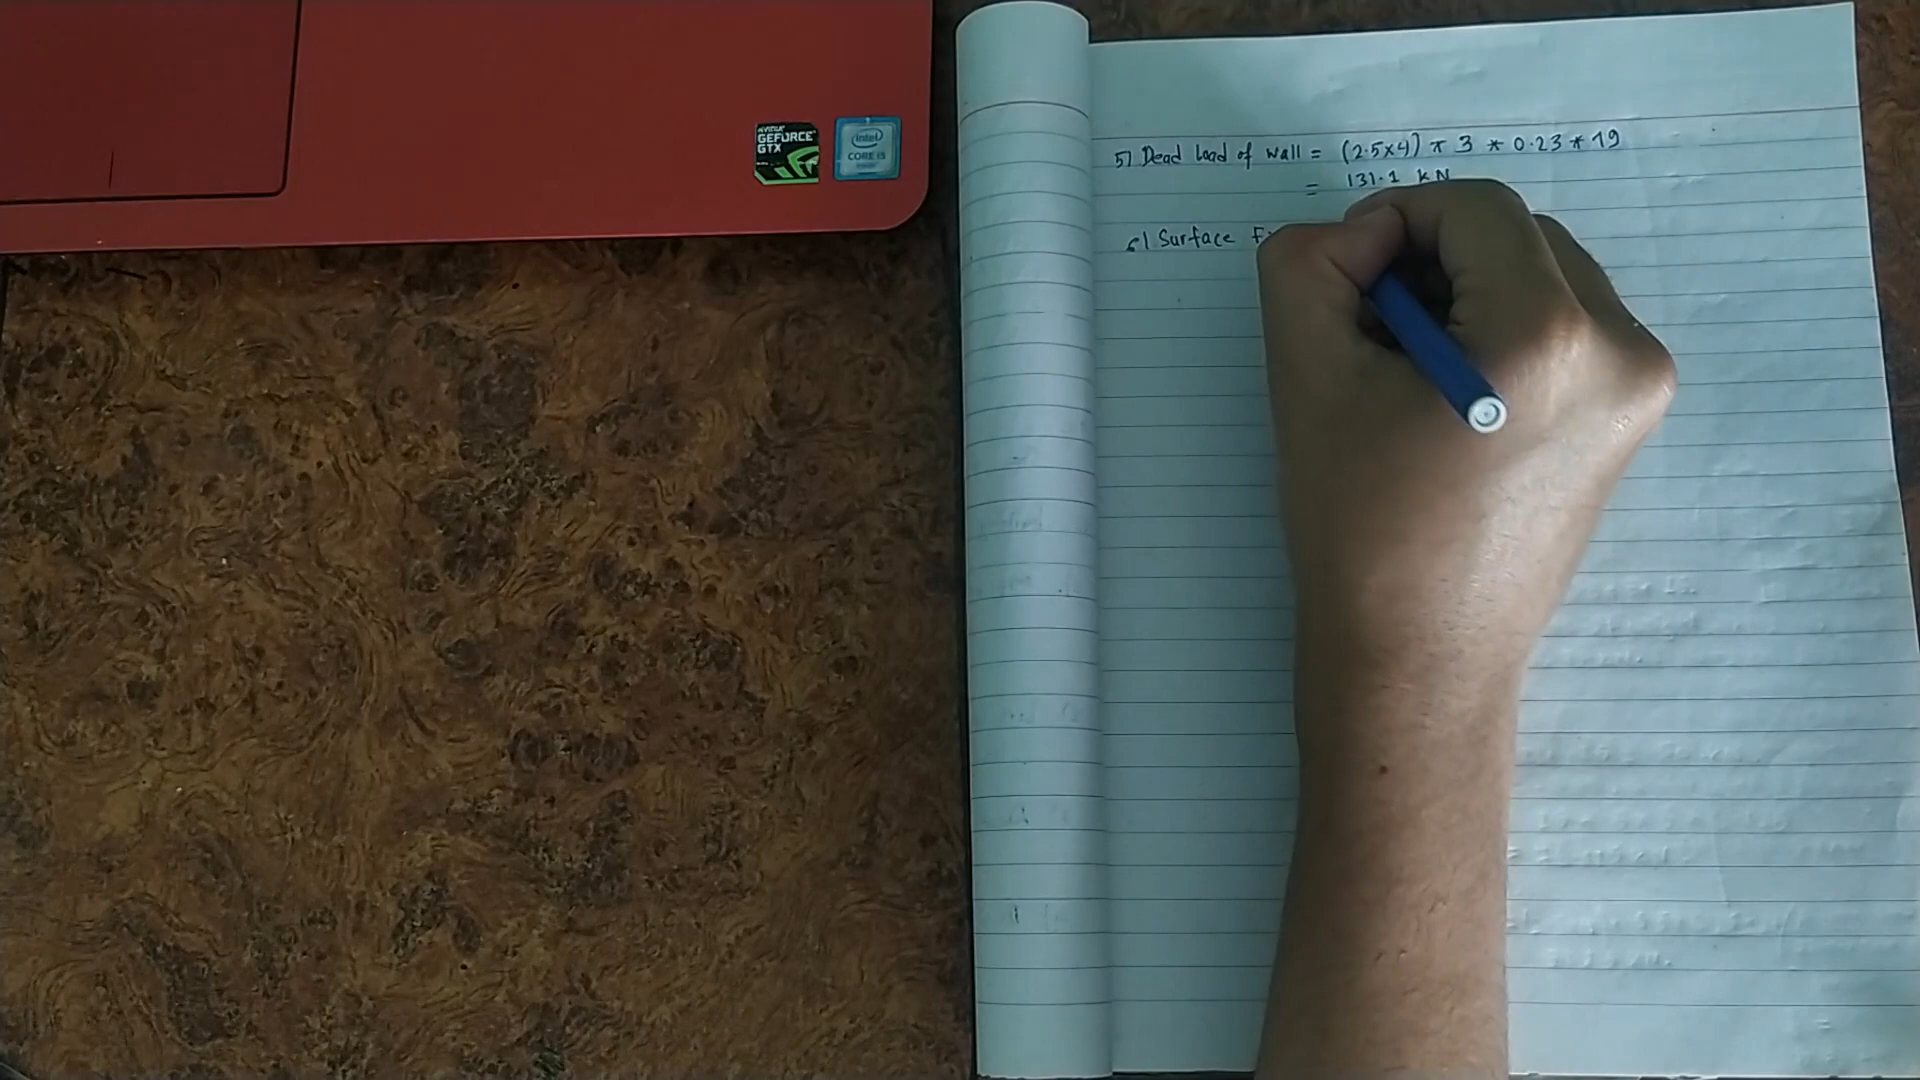 NVIDIA
GEFORCE
GTX
intel
CORE i5
5) Dead load of wall = (2.5x4) * 3 * 0.23 * 19
= 131.1 kN
6) Surface